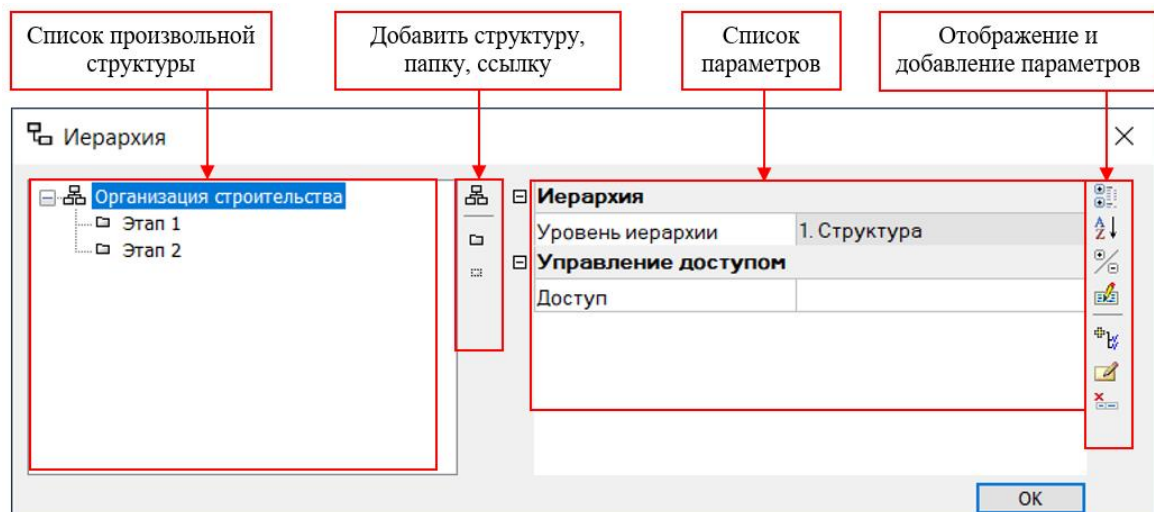 Список произвольной
структуры
Добавить структуру,
папку, ссылку
Список
параметров
Отображение и
добавление параметров
Иерархия
Организация строительства
Этап 1
Этап 2
Иерархия
Уровень иерархии 1. Структура
Управление доступом
Доступ
ОК